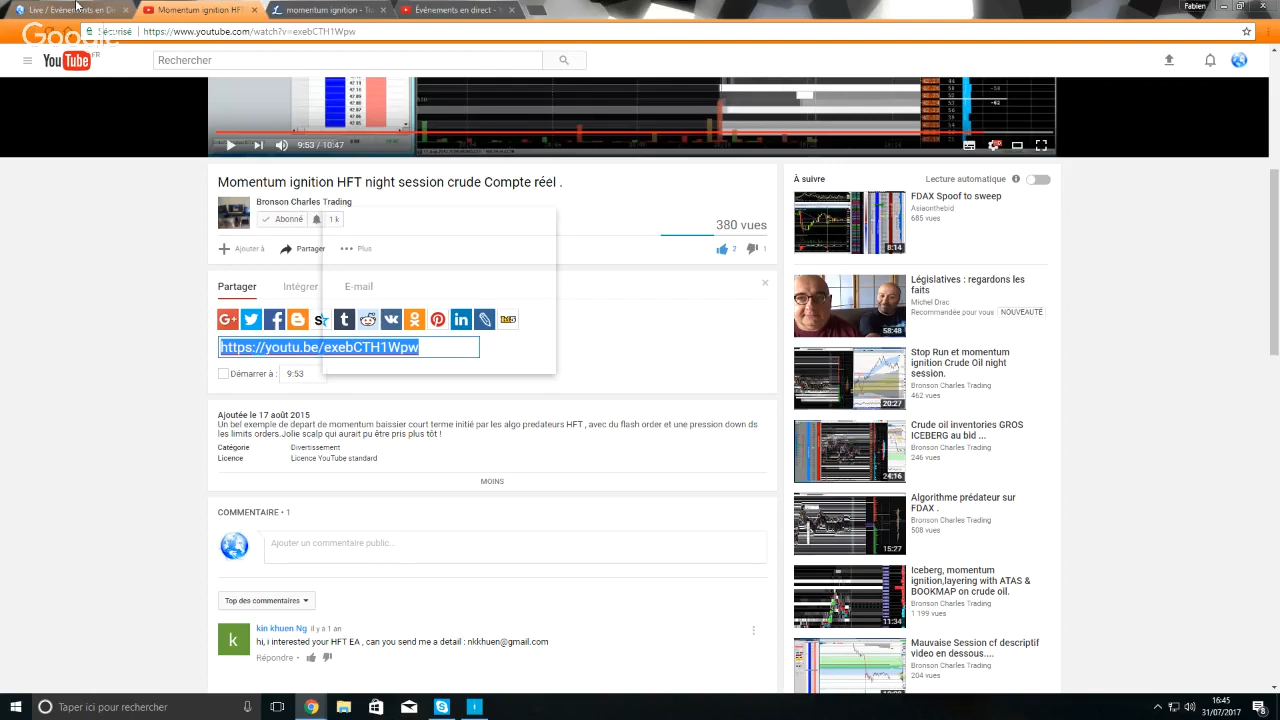 Live / Événements en Di
Momentum ignition HFT
momentum ignition - Tu
Événements en direct - Y
Fabien
Google
Sécurisé https://www.youtube.com/watch?v=exebCTH1Wpw
YouTube FR
Rechercher
9:53 / 10:47
Momentum ignition HFT night session crude Compte réel .
Bronson Charles Trading
Abonné 1 k
380 vues
Ajouter à Partager Plus
2 1
Partager Intégrer E-mail
https://youtu.be/exebCTH1Wpw
Démarrer à : 9:53
Ajoutée le 17 août 2015
Un bel exemple de depart de momentum baissier court terme initié par les algo predateurs HFT , avec du flash order et une pression down ds
les limits orders.Jolie scalp qui aurait pu être mis plus tôt !
Catégorie Divertissement
Licence Licence YouTube standard
MOINS
COMMENTAIRE • 1
Ajouter un commentaire public...
Top des commentaires
k
kin khuen Ng il y a 1 an
hi, i interested your HFT EA , can you send me a detail : nkkhuen@gmail.com
Répondre •
À suivre
Lecture automatique
FDAX Spoof to sweep
Asiaonthebid
685 vues
8:14
Législatives : regardons les
faits
Michel Drac
Recommandée pour vous NOUVEAUTÉ
58:48
Stop Run et momentum
ignition Crude Oil night
session.
Bronson Charles Trading
462 vues
20:27
Crude oil inventories GROS
ICEBERG au bid ...
Bronson Charles Trading
246 vues
24:16
Algorithme prédateur sur
FDAX .
Bronson Charles Trading
508 vues
15:27
Iceberg, momentum
ignition,layering with ATAS &
BOOKMAP on crude oil.
Bronson Charles Trading
1 199 vues
11:34
Mauvaise Session cf descriptif
video en dessous....
Bronson Charles Trading
204 vues
Taper ici pour rechercher
16:45
31/07/2017
8